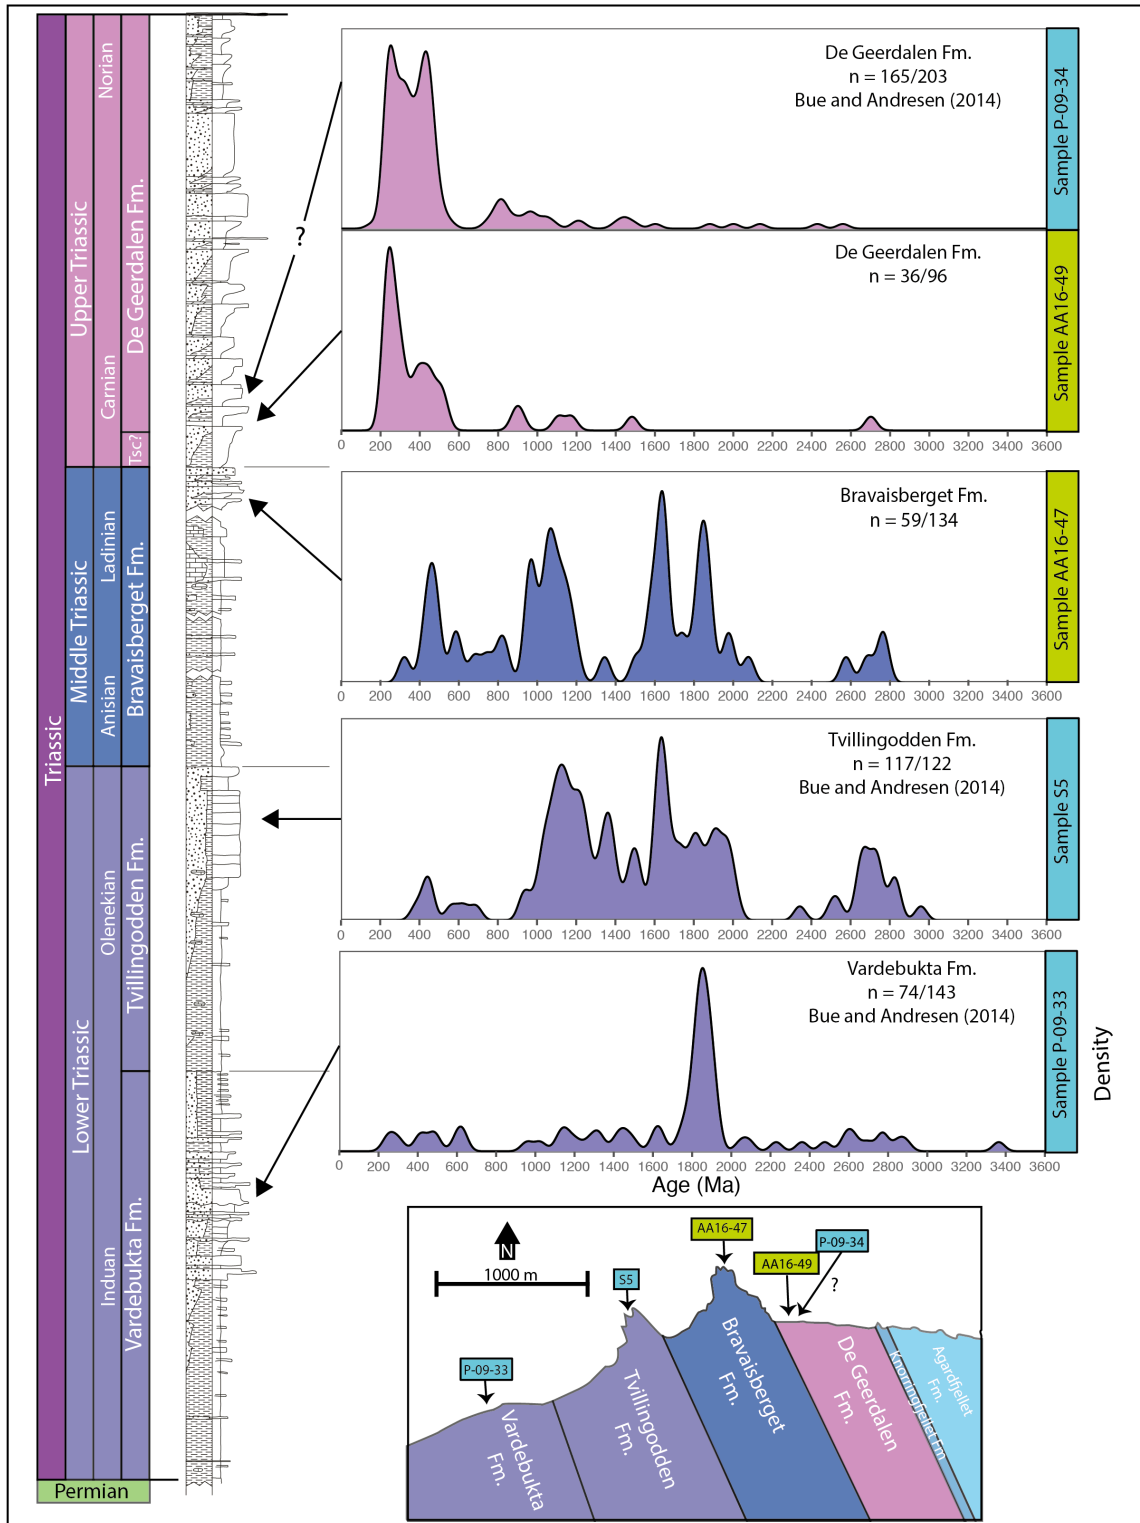 Triassic
Upper Triassic
Middle Triassic
Lower Triassic
Norian
Carnian
Ladinian
Anisian
Olenekian
Induan
De Geerdalen Fm.
Tsc?
Bravaisberget Fm.
Tvillingodden Fm.
Vardebukta Fm.
Permian
?
De Geerdalen Fm.
n = 165/203
Bue and Andresen (2014)
Sample P-09-34
De Geerdalen Fm.
n = 36/96
Sample AA16-49
0 200 400 600 800 1000 1200 1400 1600 1800 2000 2200 2400 2600 2800 3000 3200 3400 3600
Bravaisberget Fm.
n = 59/134
Sample AA16-47
0 200 400 600 800 1000 1200 1400 1600 1800 2000 2200 2400 2600 2800 3000 3200 3400 3600
Tvillingodden Fm.
n = 117/122
Bue and Andresen (2014)
Sample S5
0 200 400 600 800 1000 1200 1400 1600 1800 2000 2200 2400 2600 2800 3000 3200 3400 3600
Vardebukta Fm.
n = 74/143
Bue and Andresen (2014)
Sample P-09-33
Density
0 200 400 600 800 1000 1200 1400 1600 1800 2000 2200 2400 2600 2800 3000 3200 3400 3600
Age (Ma)
N
1000 m
P-09-33
S5
AA16-47
AA16-49
P-09-34
?
Vardebukta
Fm.
Tvillingodden
Fm.
Bravaisberget
Fm.
De Geerdalen
Fm.
Knorringfjellet Fm
Agardfjellet
Fm.